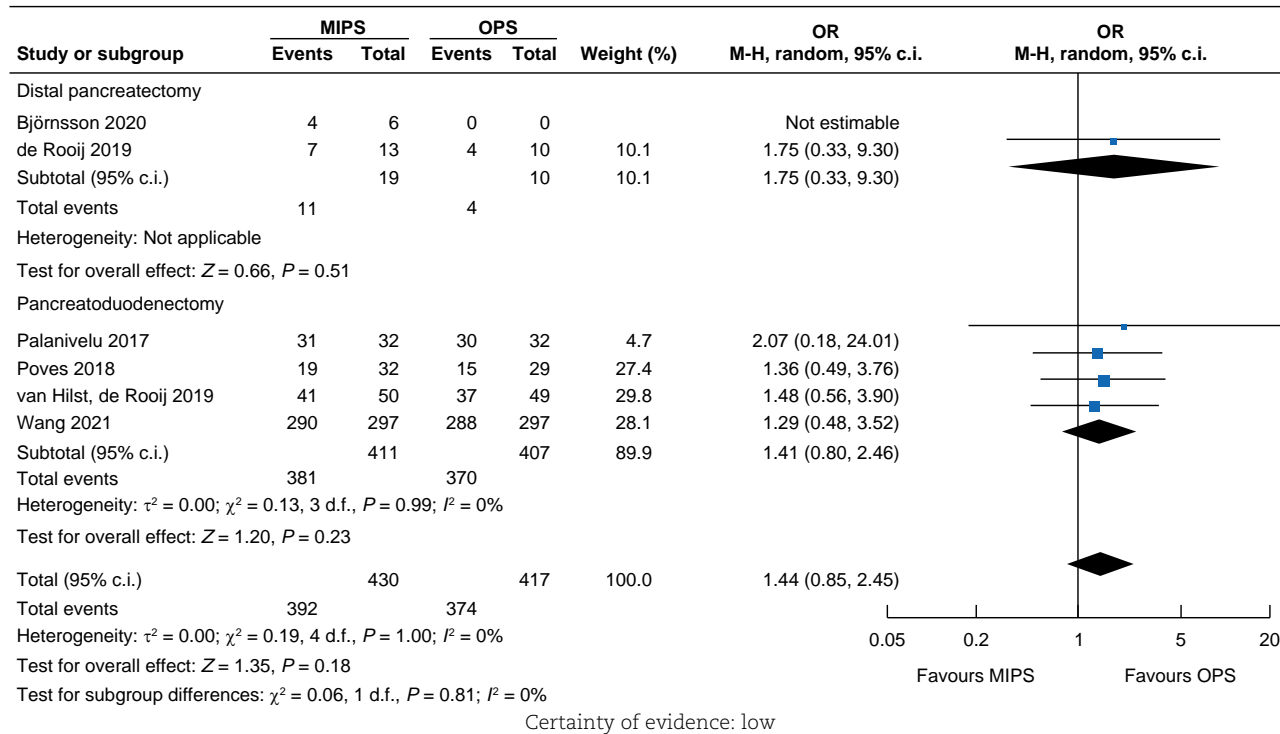 MIPS OPS OR OR
Study or subgroup Events Total Events Total Weight (%) M-H, random, 95% c.i. M-H, random, 95% c.i.
Distal pancreatectomy
Björnsson 2020 4 6 0 0 Not estimable
de Rooij 2019 7 13 4 10 10.1 1.75 (0.33, 9.30)
Subtotal (95% c.i.) 19 10 10.1 1.75 (0.33, 9.30)
Total events 11 4
Heterogeneity: Not applicable
Test for overall effect: Z = 0.66, P = 0.51
Pancreatoduodenectomy
Palanivelu 2017 31 32 30 32 4.7 2.07 (0.18, 24.01)
Poves 2018 19 32 15 29 27.4 1.36 (0.49, 3.76)
van Hilst, de Rooij 2019 41 50 37 49 29.8 1.48 (0.56, 3.90)
Wang 2021 290 297 288 297 28.1 1.29 (0.48, 3.52)
Subtotal (95% c.i.) 411 407 89.9 1.41 (0.80, 2.46)
Total events 381 370
Heterogeneity: τ² = 0.00; χ² = 0.13, 3 d.f., P = 0.99; I² = 0%
Test for overall effect: Z = 1.20, P = 0.23
Total (95% c.i.) 430 417 100.0 1.44 (0.85, 2.45)
Total events 392 374
Heterogeneity: τ² = 0.00; χ² = 0.19, 4 d.f., P = 1.00; I² = 0%
0.05 0.2 1 5 20
Test for overall effect: Z = 1.35, P = 0.18
Favours MIPS Favours OPS
Test for subgroup differences: χ² = 0.06, 1 d.f., P = 0.81; I² = 0%
Certainty of evidence: low